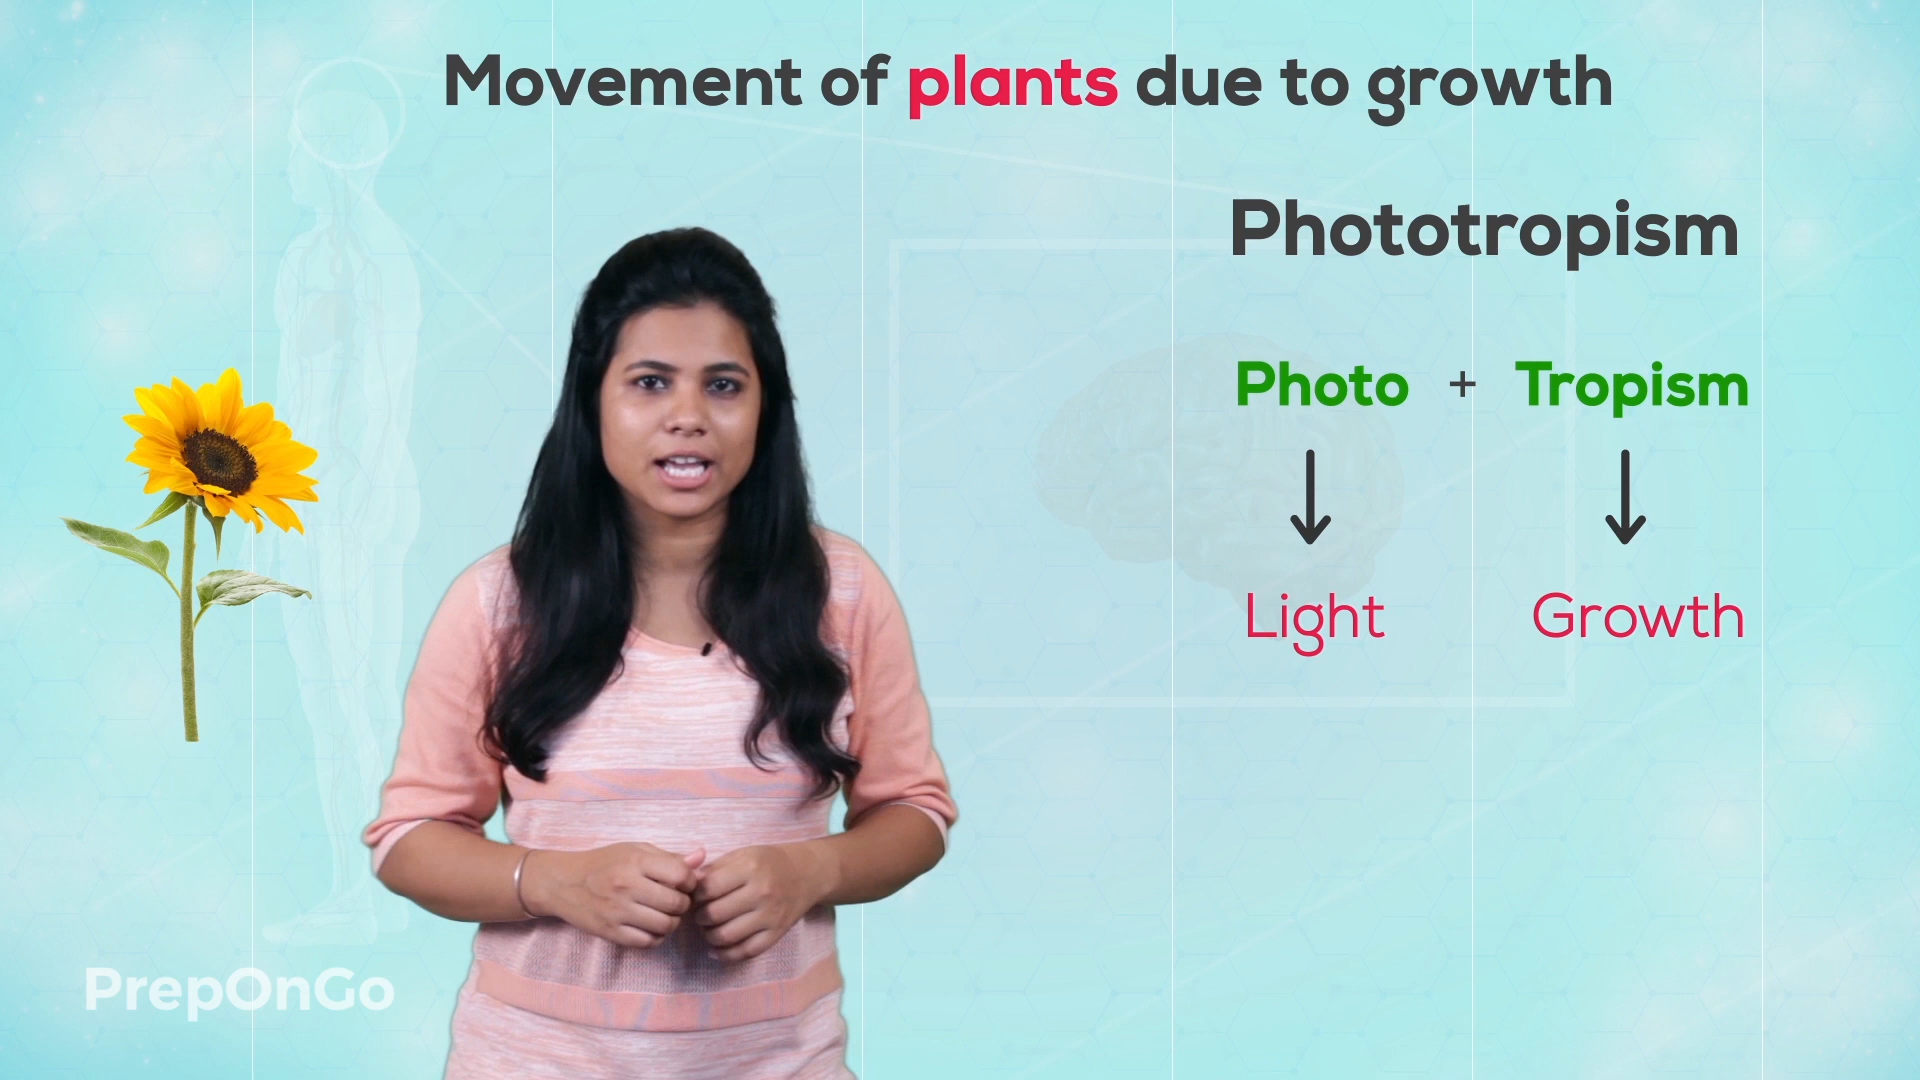 Movement of plants due to growth
Phototropism
Photo + Tropism
Light Growth
PrepOnGo